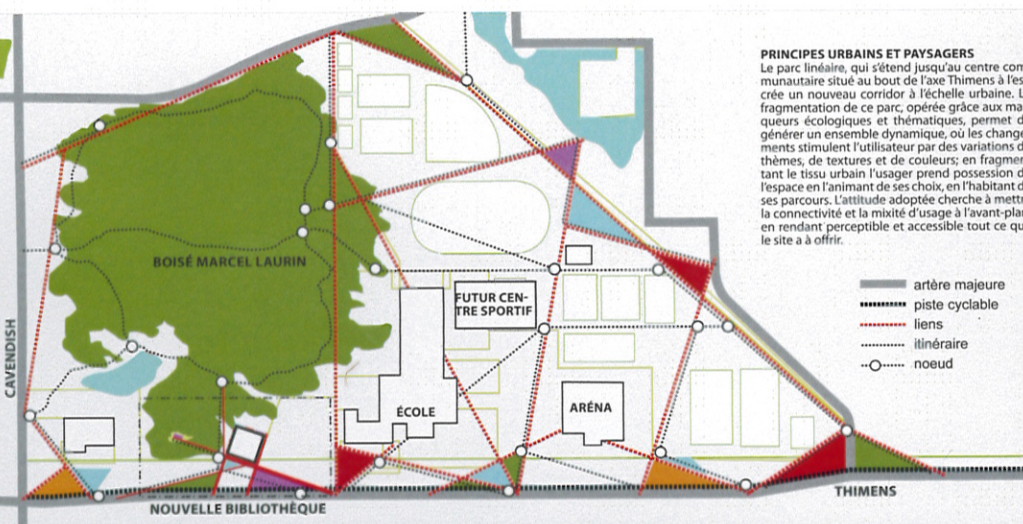 PRINCIPES URBAINS ET PAYSAGERS
Le parc linéaire, qui s'étend jusqu'au centre com
munautaire situé au bout de l'axe Thimens à l'es
crée un nouveau corridor à l'échelle urbaine. L
fragmentation de ce parc, opérée grâce aux ma
queurs écologiques et thématiques, permet d
générer un ensemble dynamique, où les change
ments stimulent l'utilisateur par des variations d
thèmes, de textures et de couleurs; en fragmen
tant le tissu urbain l'usager prend possession d
l'espace en l'animant de ses choix, en l'habitant d
ses parcours. L'attitude adoptée cherche à mettr
la connectivité et la mixité d'usage à l'avant-plan
en rendant perceptible et accessible tout ce qu
le site a à offrir.
artère majeure
piste cyclable
liens
itinéraire
noeud
BOISÉ MARCEL LAURIN
FUTUR CEN-
TRE SPORTIF
CAVENDISH
ÉCOLE
ARÉNA
THIMENS
NOUVELLE BIBLIOTHÈQUE